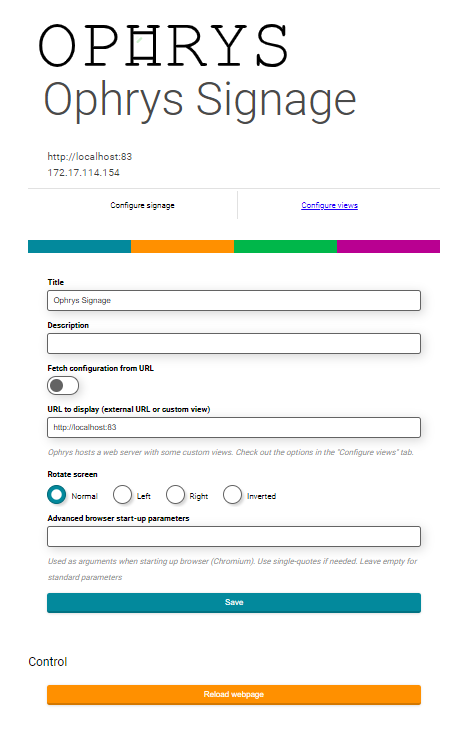 OPHRYS
Ophrys Signage
http://localhost:83
172.17.114.154
Configure signage Configure views
Title
Ophrys Signage
Description
Fetch configuration from URL
URL to display (external URL or custom view)
http://localhost:83
Ophrys hosts a web server with some custom views. Check out the options in the "Configure views" tab.
Rotate screen
Normal Left Right Inverted
Advanced browser start-up parameters
Used as arguments when starting up browser (Chromium). Use single-quotes if needed. Leave empty for
standard parameters
Save
Control
Reload webpage